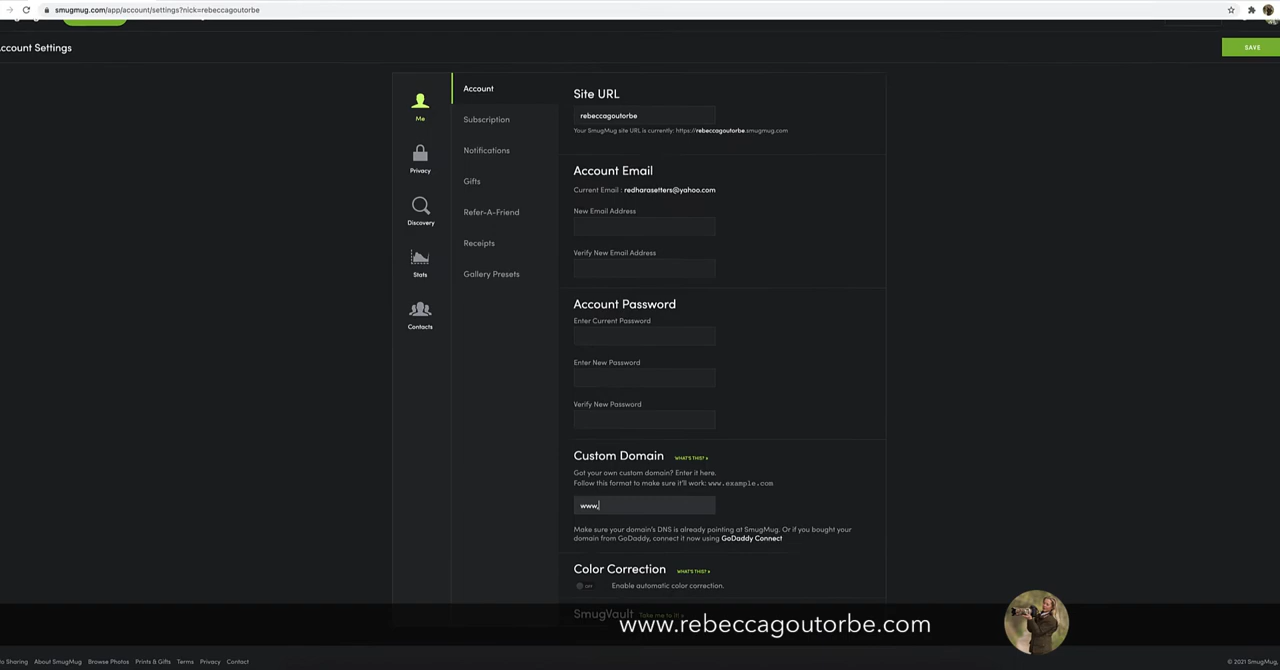 smugmug.com/app/account/settings?nick=rebeccagoutorbe
ccount Settings
SAVE
Me
Privacy
Discovery
Stats
Contacts
Account
Subscription
Notifications
Gifts
Refer-A-Friend
Receipts
Gallery Presets
Site URL
rebeccagoutorbe
Your SmugMug site URL is currently: https://rebeccagoutorbe.smugmug.com
Account Email
Current Email : redharasetters@yahoo.com
New Email Address
Verify New Email Address
Account Password
Enter Current Password
Enter New Password
Verify New Password
Custom Domain WHAT'S THIS?
Got your own custom domain? Enter it here.
Follow this format to make sure it'll work: www.example.com
www.
Make sure your domain's DNS is already pointing at SmugMug. Or if you bought your
domain from GoDaddy, connect it now using GoDaddy Connect
Color Correction WHAT'S THIS?
OFF Enable automatic color correction.
SmugVault Take me to it!
www.rebeccagoutorbe.com
o Sharing About SmugMug Browse Photos Prints & Gifts Terms Privacy Contact
© 2021 SmugMug,